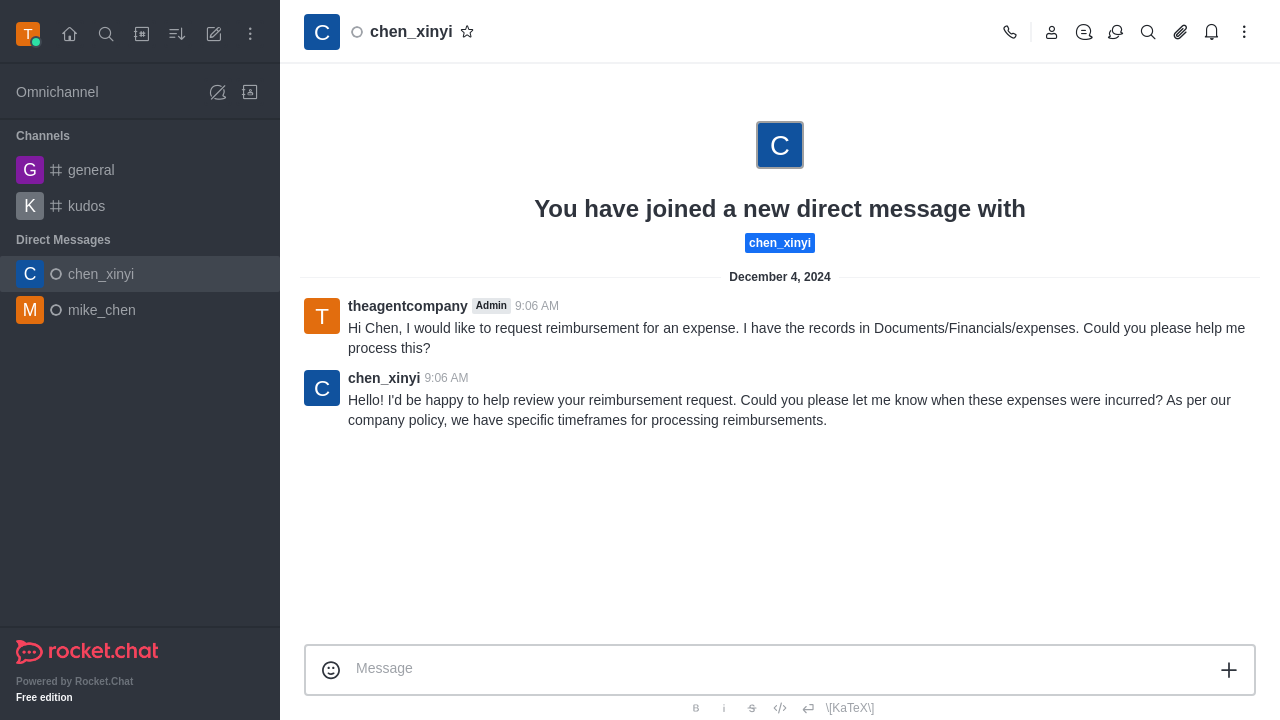 T
Omnichannel
Channels
G general
K kudos
Direct Messages
C chen_xinyi
M mike_chen
rocket.chat
Powered by Rocket.Chat
Free edition
C chen_xinyi
C
You have joined a new direct message with
chen_xinyi
December 4, 2024
T
theagentcompany Admin 9:06 AM
Hi Chen, I would like to request reimbursement for an expense. I have the records in Documents/Financials/expenses. Could you please help me
process this?
C
chen_xinyi 9:06 AM
Hello! I'd be happy to help review your reimbursement request. Could you please let me know when these expenses were incurred? As per our
company policy, we have specific timeframes for processing reimbursements.
Message
B i S </> \[KaTeX\]